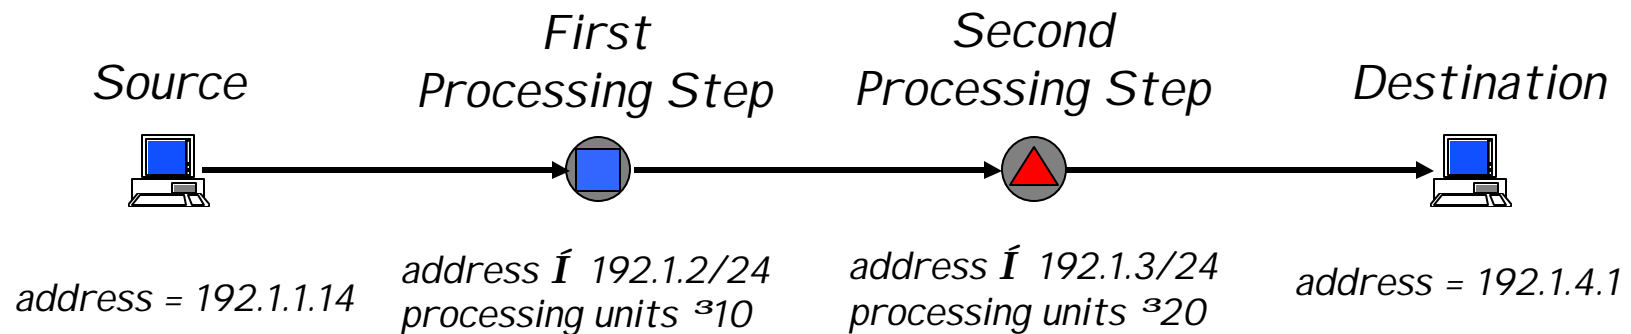 Source
First
Processing Step
Second
Processing Step
Destination
address = 192.1.1.14
address Í 192.1.2/24
processing units ³10
address Í 192.1.3/24
processing units ³20
address = 192.1.4.1